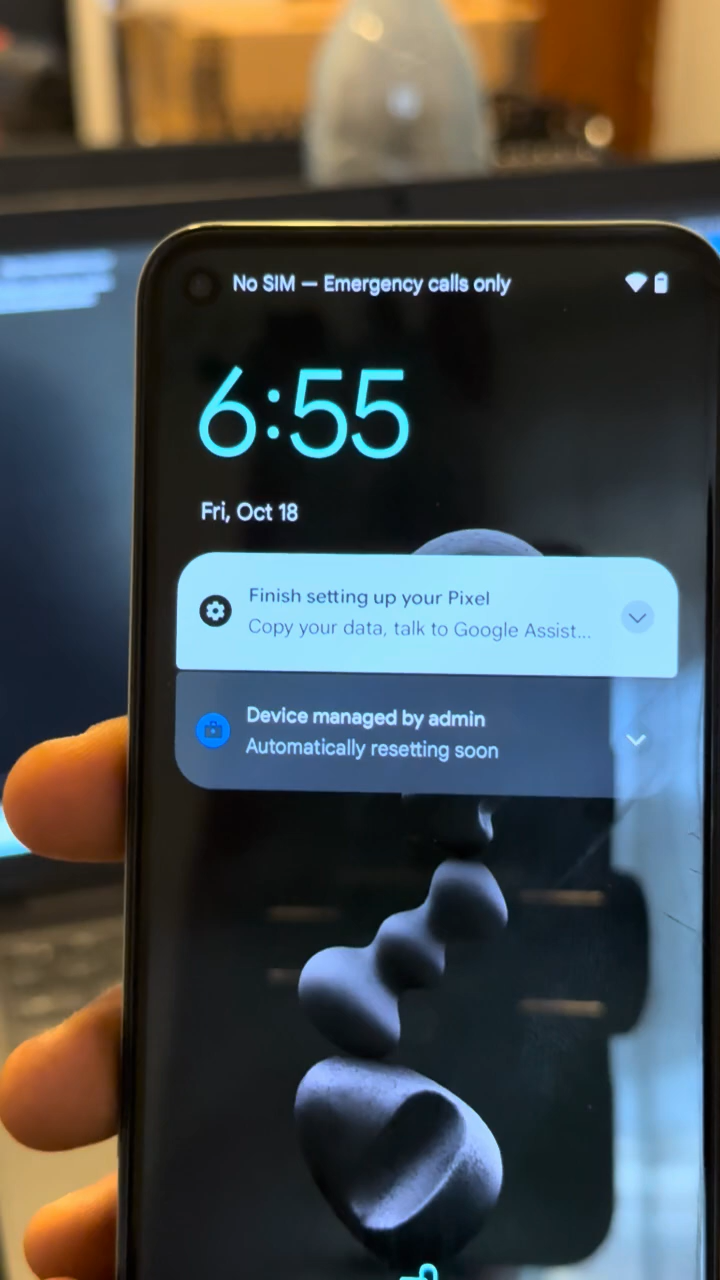 No SIM — Emergency calls only
6:55
Fri, Oct 18
Finish setting up your Pixel
Copy your data, talk to Google Assist...
Device managed by admin
Automatically resetting soon